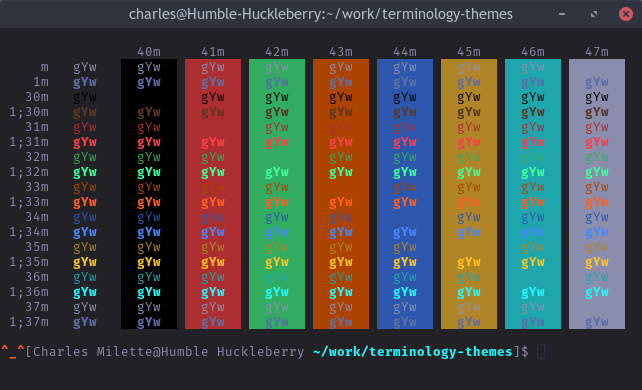 40m 41m 42m 43m 44m 45m 46m 47m
m gYw gYw gYw gYw gYw gYw gYw gYw gYw
1m gYw gYw gYw gYw gYw gYw gYw gYw gYw
30m gYw gYw gYw gYw gYw gYw gYw gYw
1;30m gYw gYw gYw gYw gYw gYw gYw gYw gYw
31m gYw gYw gYw gYw gYw gYw gYw gYw
1;31m gYw gYw gYw gYw gYw gYw gYw gYw gYw
32m gYw gYw gYw gYw gYw gYw gYw gYw
1;32m gYw gYw gYw gYw gYw gYw gYw gYw gYw
33m gYw gYw gYw gYw gYw gYw gYw gYw
1;33m gYw gYw gYw gYw gYw gYw gYw gYw gYw
34m gYw gYw gYw gYw gYw gYw gYw gYw
1;34m gYw gYw gYw gYw gYw gYw gYw gYw gYw
35m gYw gYw gYw gYw gYw gYw gYw gYw
1;35m gYw gYw gYw gYw gYw gYw gYw gYw gYw
36m gYw gYw gYw gYw gYw gYw gYw gYw
1;36m gYw gYw gYw gYw gYw gYw gYw gYw gYw
37m gYw gYw gYw gYw gYw gYw gYw gYw
1;37m gYw gYw gYw gYw gYw gYw gYw gYw gYw
^_^[Charles Milette@Humble Huckleberry ~/work/terminology-themes]$
charles@Humble-Huckleberry:~/work/terminology-themes